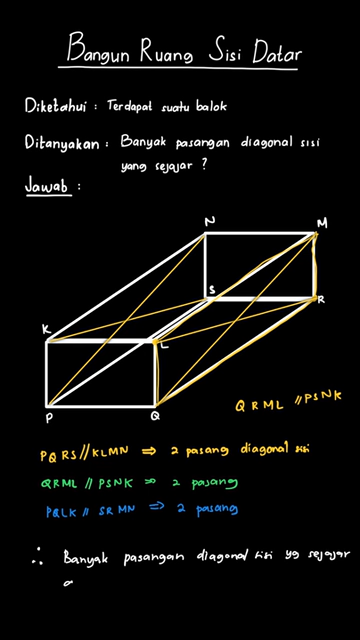 Bangun Ruang Sisi Datar
Diketahui : Terdapat suatu balok
Ditanyakan : Banyak pasangan diagonal sisi
yang sejajar ?
Jawab :
N
M
S
R
K
L
P
Q
QRML // PSNK
PQRS // KLMN ⇒ 2 pasang diagonal sisi
QRML // PSNK ⇒ 2 pasang
PQLK // SRMN ⇒ 2 pasang
∴ Banyak pasangan diagonal sisi yg sejajar
a